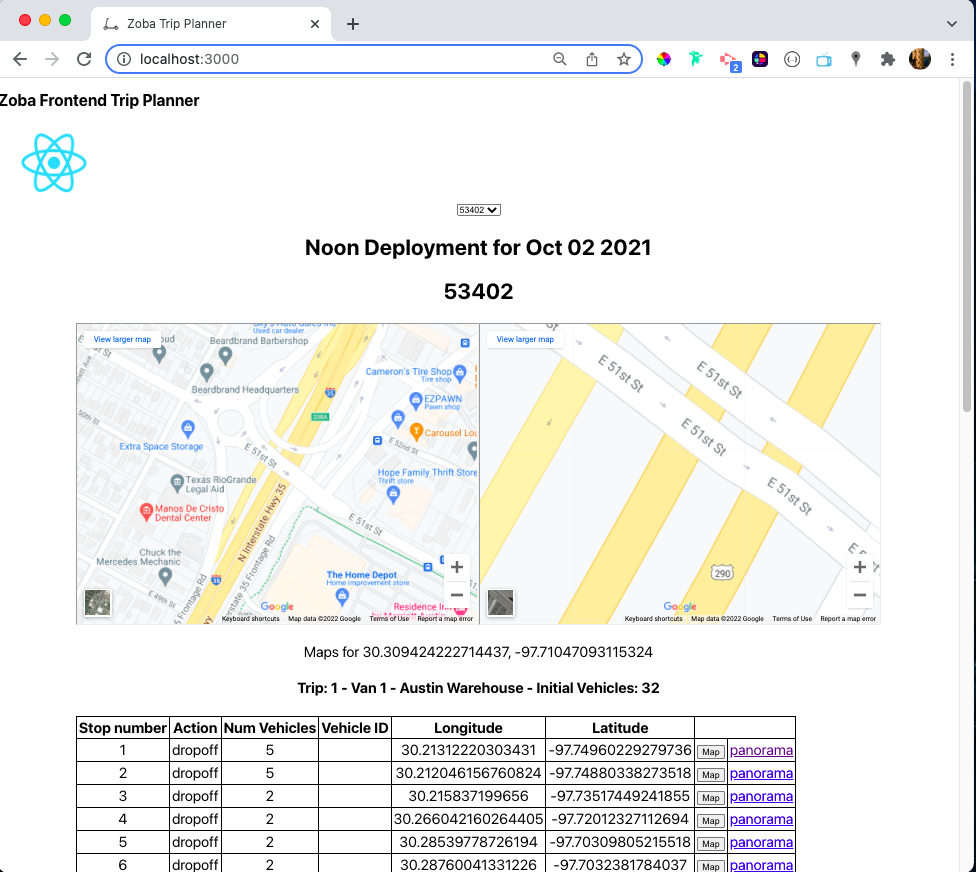 Zoba Trip Planner
localhost:3000
2
Zoba Frontend Trip Planner
53402
Noon Deployment for Oct 02 2021
53402
View larger map
Used car dealer
Beardbrand Barbershop
Cameron's Tire Shop
Tire shop
Beardbrand Headquarters
35
EZPAWN
Pawn shop
50th St
238A
Carousel Lou
Extra Space Storage
E 51st St
E 52nd St
Hope Family Thrift Store
Thrift store
Texas RioGrande
Legal Aid
Manos De Cristo
Dental Center
N Interstate Hwy 35
E 51st St
Chuck the
Mercedes Mechanic
The Home Depot
Home improvement store
35
E 49th St
Interstate 35 Frontage Rd
Residence In
Google
Keyboard shortcuts Map data ©2022 Google Terms of Use Report a map error
View larger map
E 51st St
E 51st St
E 51st St
E 51st St
290
Google
Keyboard shortcuts Map data ©2022 Google Terms of Use Report a map error
Maps for 30.309424222714437, -97.71047093115324
Trip: 1 - Van 1 - Austin Warehouse - Initial Vehicles: 32
Stop number Action Num Vehicles Vehicle ID Longitude Latitude
1 dropoff 5 30.21312220303431 -97.74960229279736 Map panorama
2 dropoff 5 30.212046156760824 -97.74880338273518 Map panorama
3 dropoff 2 30.215837199656 -97.73517449241855 Map panorama
4 dropoff 2 30.266042160264405 -97.72012327112694 Map panorama
5 dropoff 2 30.28539778726194 -97.70309805215518 Map panorama
6 dropoff 2 30.28760041331226 -97.7032381784037 Map panorama